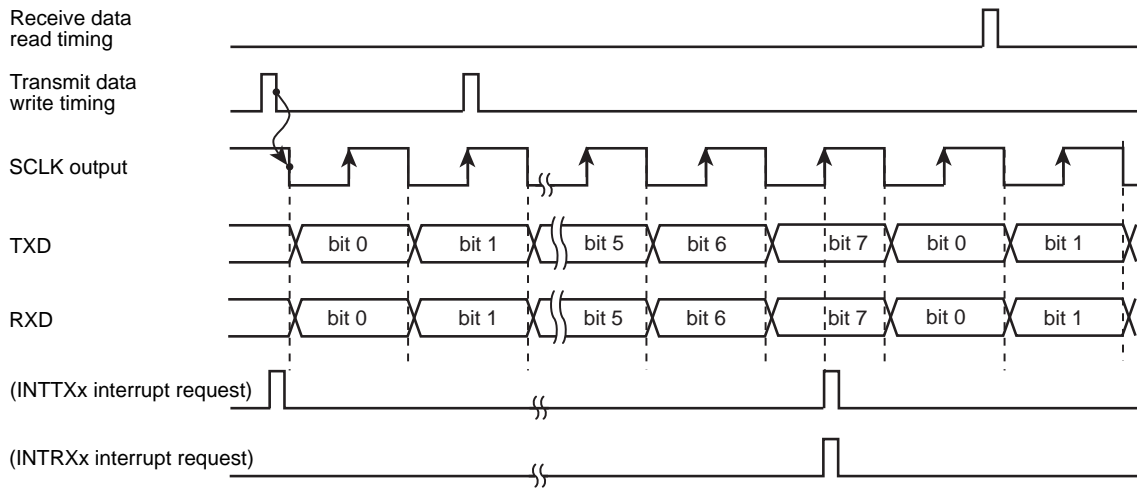 Receive data
read timing
Transmit data
write timing
SCLK output
TXD
bit 0
bit 1
bit 5
bit 6
bit 7
bit 0
bit 1
RXD
bit 0
bit 1
bit 5
bit 6
bit 7
bit 0
bit 1
(INTTXx interrupt request)
(INTRXx interrupt request)